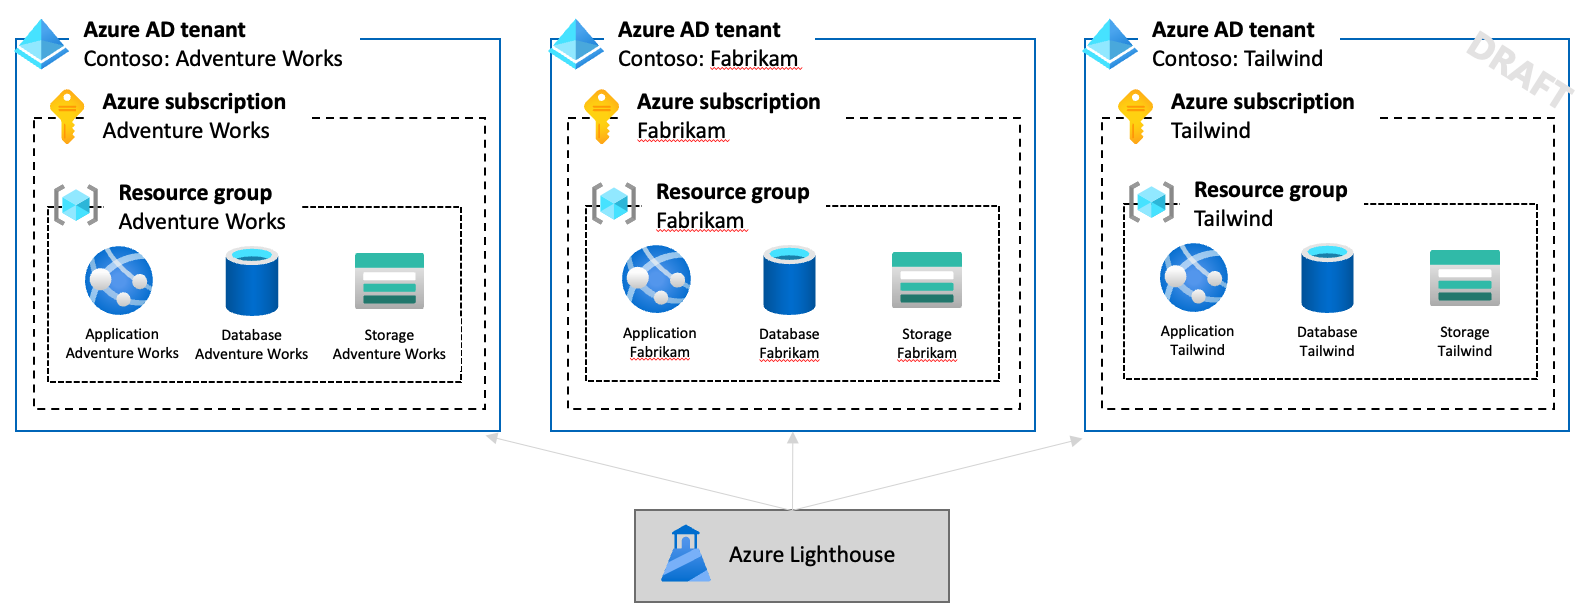 Azure AD tenant
Contoso: Adventure Works
Azure subscription
Adventure Works
Resource group
Adventure Works
Application
Adventure Works
Database
Adventure Works
Storage
Adventure Works
Azure AD tenant
Contoso: Fabrikam
Azure subscription
Fabrikam
Resource group
Fabrikam
Application
Fabrikam
Database
Fabrikam
Storage
Fabrikam
Azure AD tenant
Contoso: Tailwind
DRAFT
Azure subscription
Tailwind
Resource group
Tailwind
Application
Tailwind
Database
Tailwind
Storage
Tailwind
Azure Lighthouse